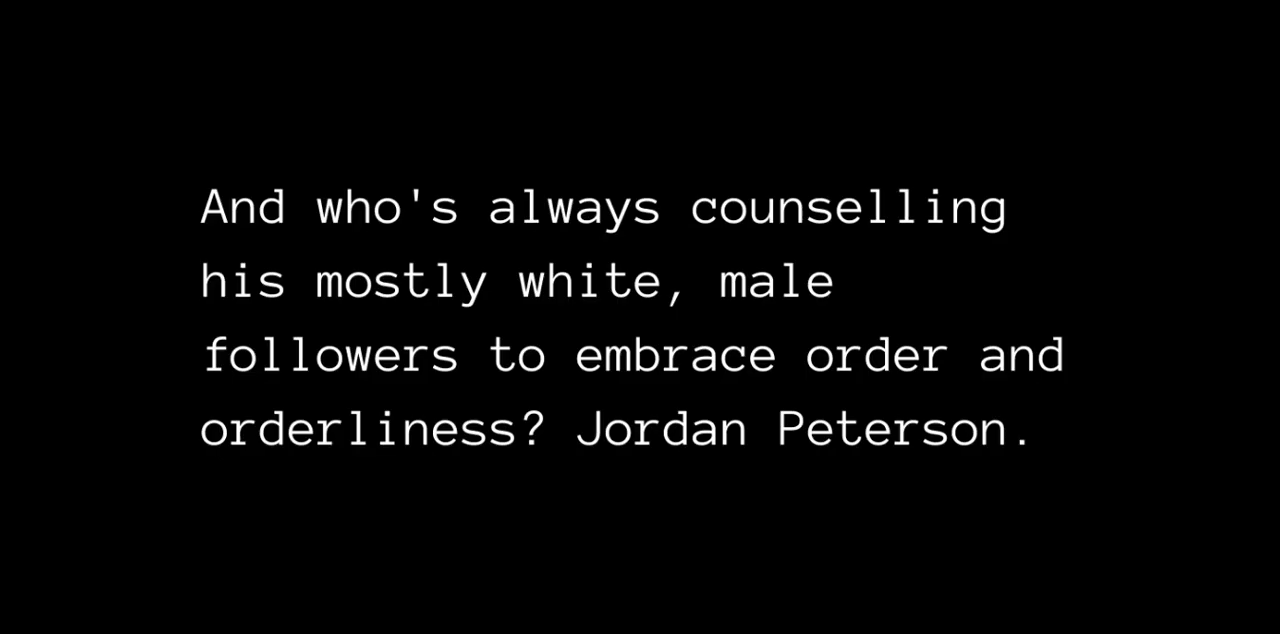 And who's always counselling
his mostly white, male
followers to embrace order and
orderliness? Jordan Peterson.